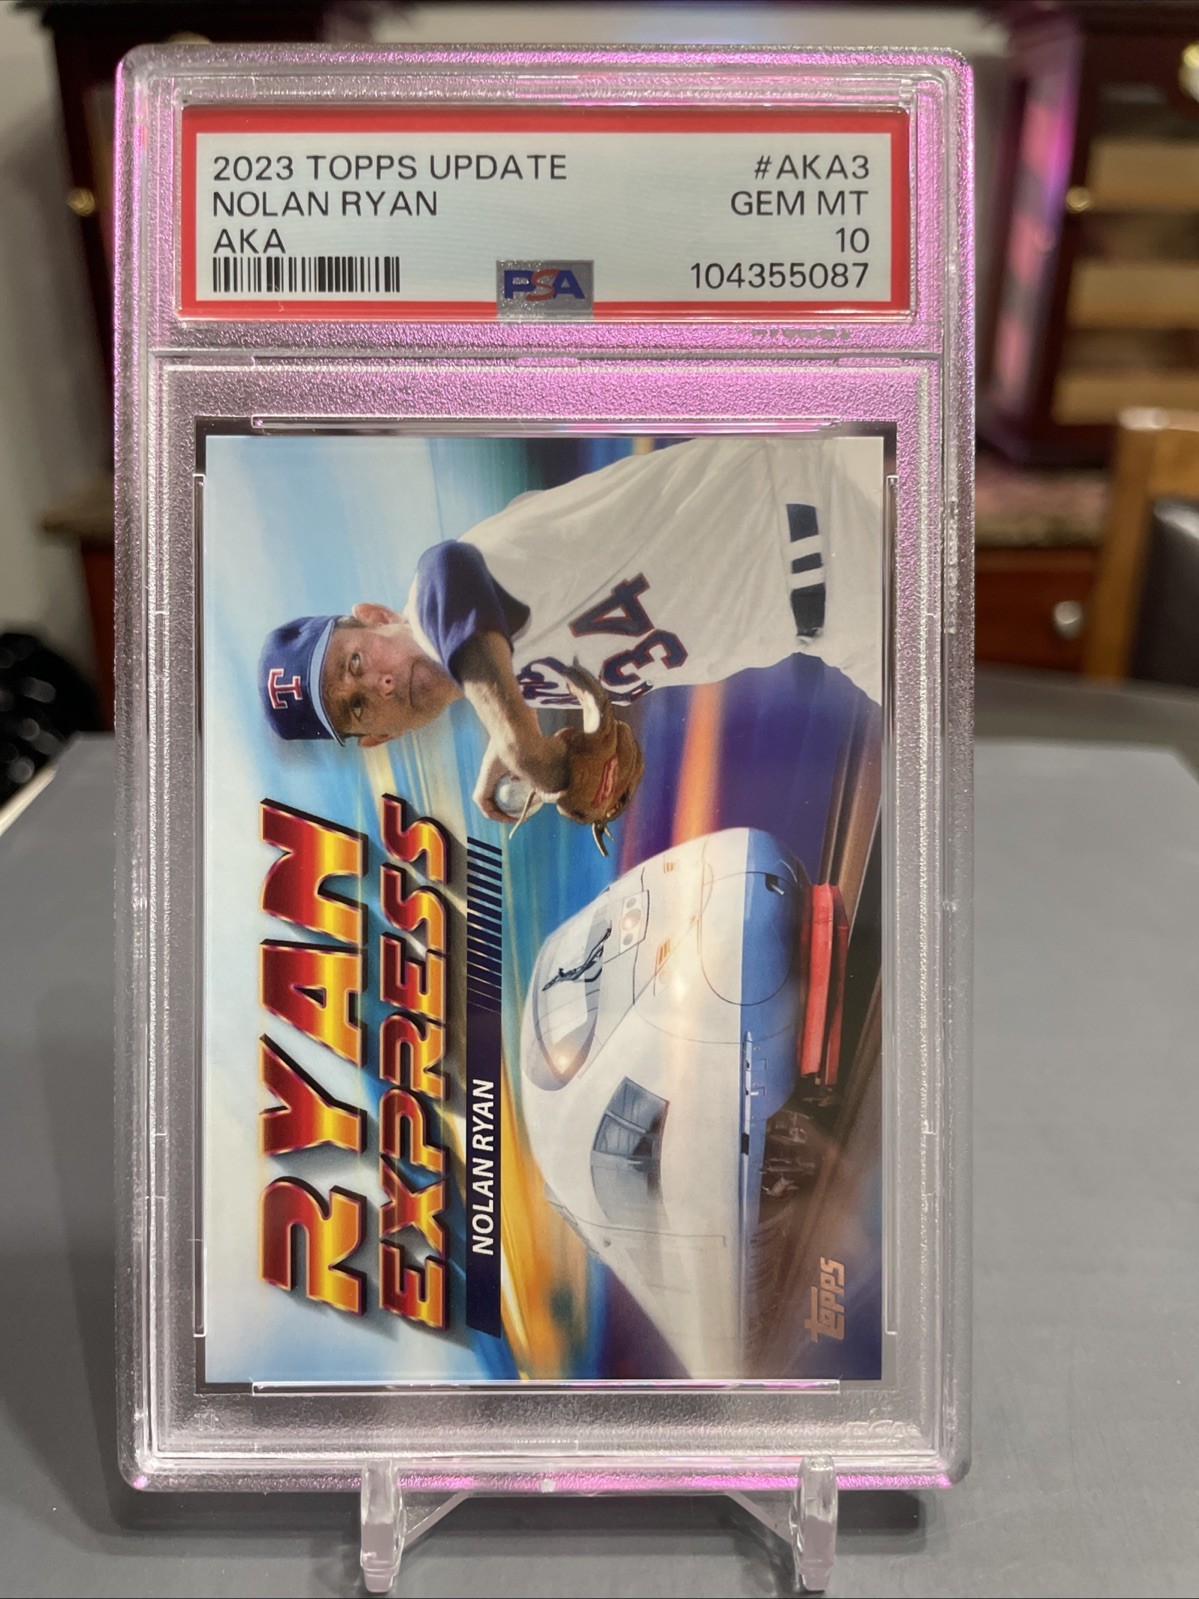 2023 TOPPS UPDATE #AKA3
NOLAN RYAN GEM MT
AKA 10
PSA 104355087
T
34
RYAN
EXPRESS
NOLAN RYAN
topps